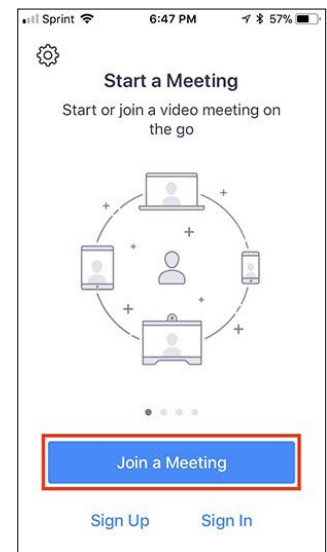 Sprint 6:47 PM 57%
Start a Meeting
Start or join a video meeting on
the go
Join a Meeting
Sign Up Sign In